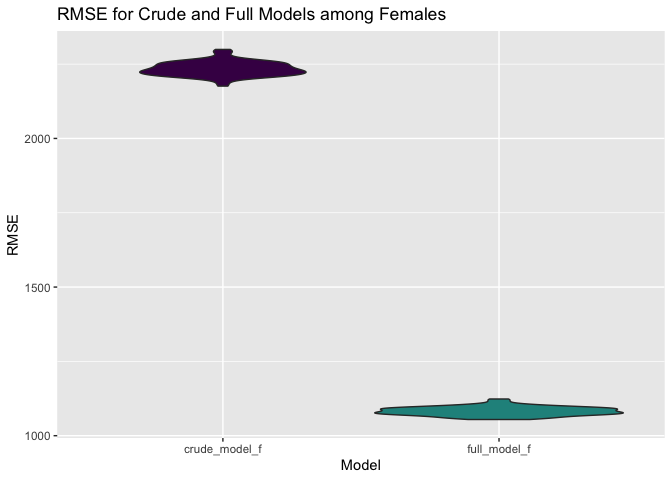 RMSE for Crude and Full Models among Females
RMSE
2000
1500
1000
crude_model_f
full_model_f
Model